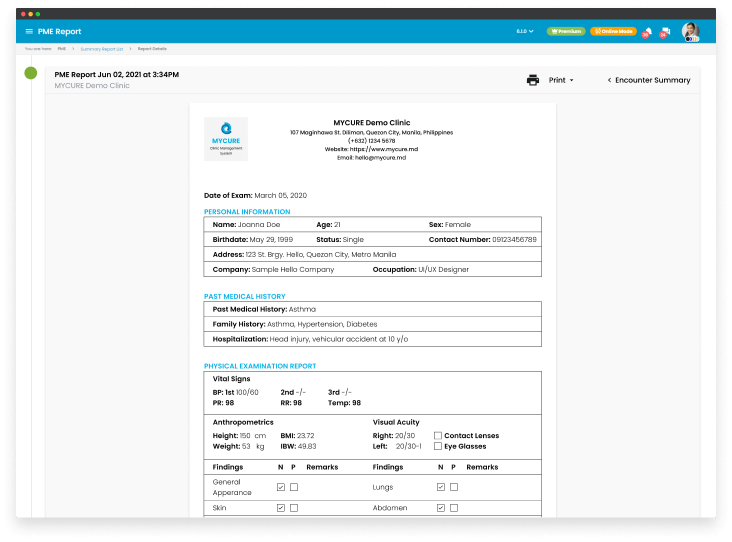 PME Report
6.1.0
Premium
Online Mode
You are here: PME > Summary Report List > Report Details
PME Report Jun 02, 2021 at 3:34PM
MYCURE Demo Clinic
Print
< Encounter Summary
MYCURE
Clinic Management
System
MYCURE Demo Clinic
107 Maginhawa St. Diliman, Quezon City, Manila, Philippines
(+632) 1234 5678
Website: https://www.mycure.md
Email: hello@mycure.md
Date of Exam: March 05, 2020
PERSONAL INFORMATION
Name: Joanna Doe Age: 21 Sex: Female
Birthdate: May 29, 1999 Status: Single Contact Number: 09123456789
Address: 123 St. Brgy. Hello, Quezon City, Metro Manila
Company: Sample Hello Company Occupation: UI/UX Designer
PAST MEDICAL HISTORY
Past Medical History: Asthma
Family History: Asthma, Hypertension, Diabetes
Hospitalization: Head injury, vehicular accident at 10 y/o
PHYSICAL EXAMINATION REPORT
Vital Signs
BP: 1st 100/60 2nd -/- 3rd -/-
PR: 98 RR: 98 Temp: 98
Anthropometrics Visual Acuity
Height: 150 cm BMI: 23.72 Right: 20/30 Contact Lenses
Weight: 53 kg IBW: 49.83 Left: 20/30-1 Eye Glasses
Findings N P Remarks Findings N P Remarks
General
Apperance
Lungs
Skin Abdomen